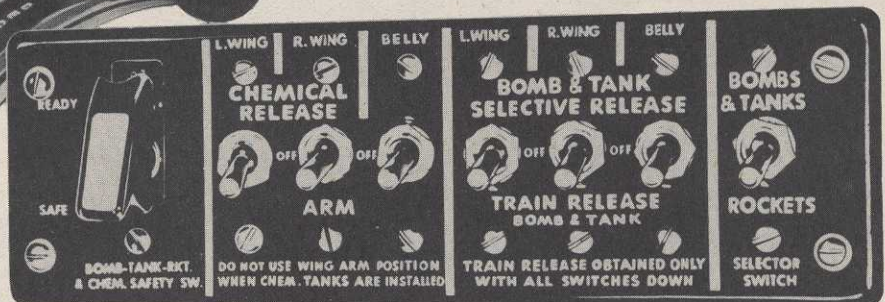 READY
SAFE
BOMB-TANK-RKT.
& CHEM. SAFETY SW.
L.WING R.WING BELLY
CHEMICAL
RELEASE
OFF OFF
ARM
DO NOT USE WING ARM POSITION
WHEN CHEM. TANKS ARE INSTALLED
L.WING R.WING BELLY
BOMB & TANK
SELECTIVE RELEASE
OFF OFF
TRAIN RELEASE
BOMB & TANK
TRAIN RELEASE OBTAINED ONLY
WITH ALL SWITCHES DOWN
BOMBS
& TANKS
ROCKETS
SELECTOR
SWITCH